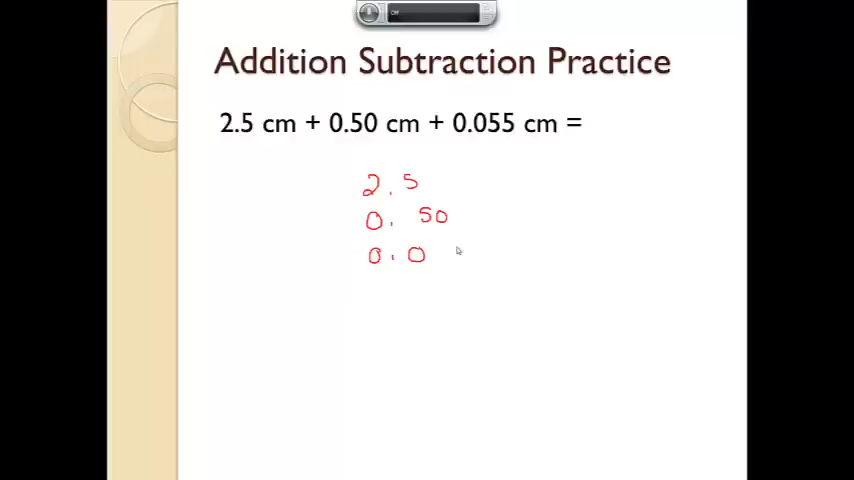 Addition Subtraction Practice
2.5 cm + 0.50 cm + 0.055 cm =
2.5
0.50
0.0